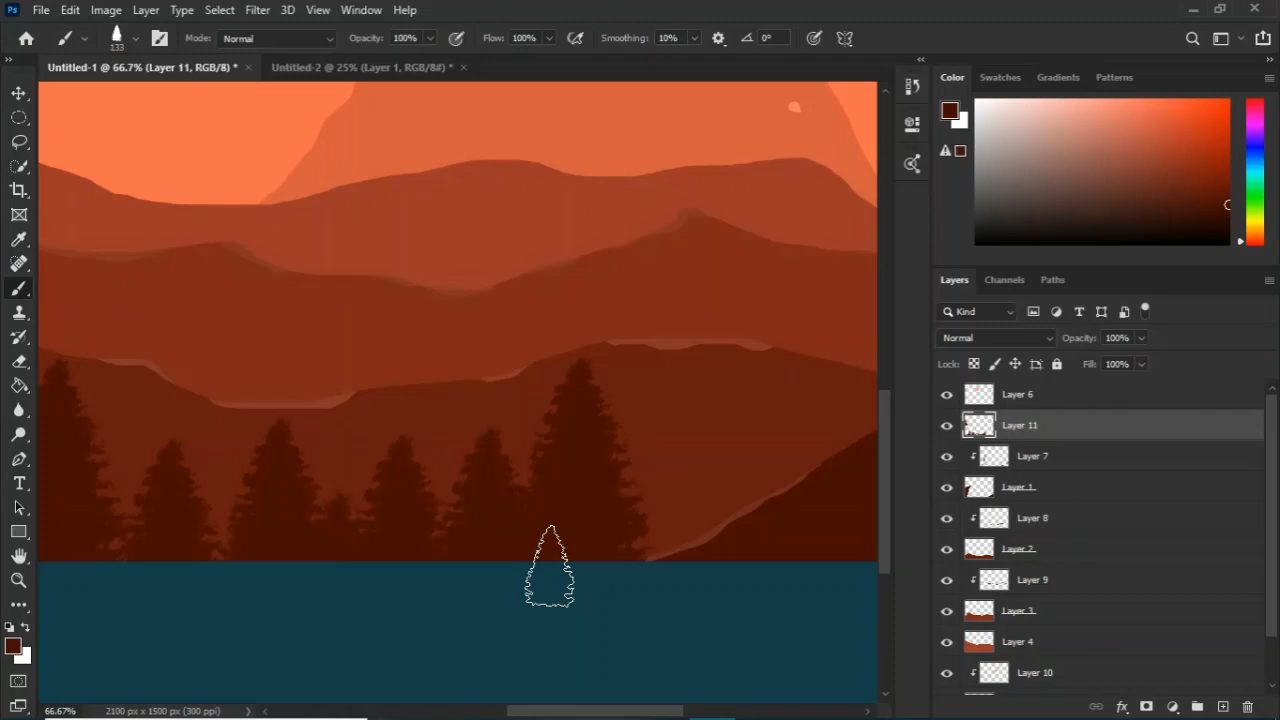 Ps File Edit Image Layer Type Select Filter 3D View Window Help
133 Mode: Normal Opacity: 100% Flow: 100% Smoothing: 10% 0°
Untitled-1 @ 66.7% (Layer 11, RGB/8) * × Untitled-2 @ 25% (Layer 1, RGB/8#) * ×
Color Swatches Gradients Patterns
Layers Channels Paths
Kind
Normal Opacity: 100%
Lock: Fill: 100%
Layer 6
Layer 11
Layer 7
Layer 1
Layer 8
Layer 2
Layer 9
Layer 3
Layer 4
Layer 10
66.67% 2100 px x 1500 px (300 ppi)